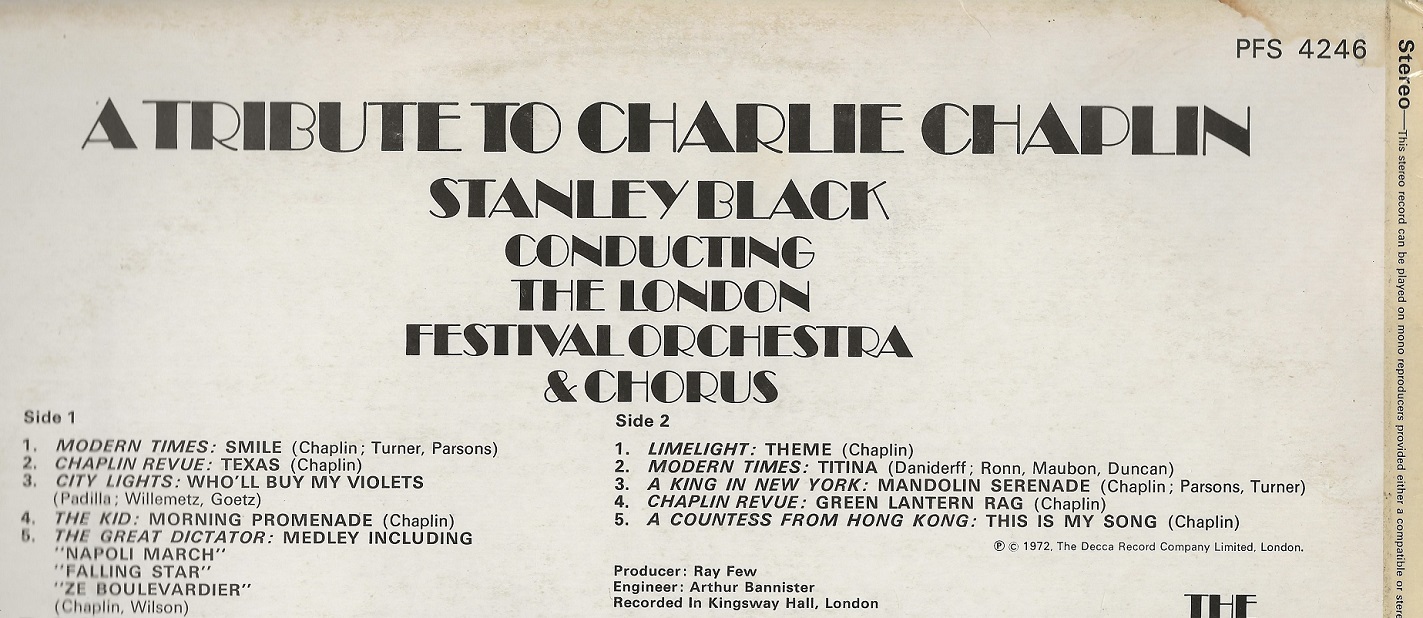 PFS 4246
A TRIBUTE TO CHARLIE CHAPLIN
STANLEY BLACK
CONDUCTING
THE LONDON
FESTIVAL ORCHESTRA
& CHORUS
Side 1
1. MODERN TIMES: SMILE (Chaplin; Turner, Parsons)
2. CHAPLIN REVUE: TEXAS (Chaplin)
3. CITY LIGHTS: WHO'LL BUY MY VIOLETS
(Padilla; Willemetz, Goetz)
4. THE KID: MORNING PROMENADE (Chaplin)
5. THE GREAT DICTATOR: MEDLEY INCLUDING
"NAPOLI MARCH"
"FALLING STAR"
"ZE BOULEVARDIER"
(Chaplin, Wilson)
Side 2
1. LIMELIGHT: THEME (Chaplin)
2. MODERN TIMES: TITINA (Daniderff; Ronn, Maubon, Duncan)
3. A KING IN NEW YORK: MANDOLIN SERENADE (Chaplin; Parsons, Turner)
4. CHAPLIN REVUE: GREEN LANTERN RAG (Chaplin)
5. A COUNTESS FROM HONG KONG: THIS IS MY SONG (Chaplin)
℗ © 1972, The Decca Record Company Limited, London.
Producer: Ray Few
Engineer: Arthur Bannister
Recorded In Kingsway Hall, London
THE
Stereo—This stereo record can be played on mono reproducers provided either a compatible or stere